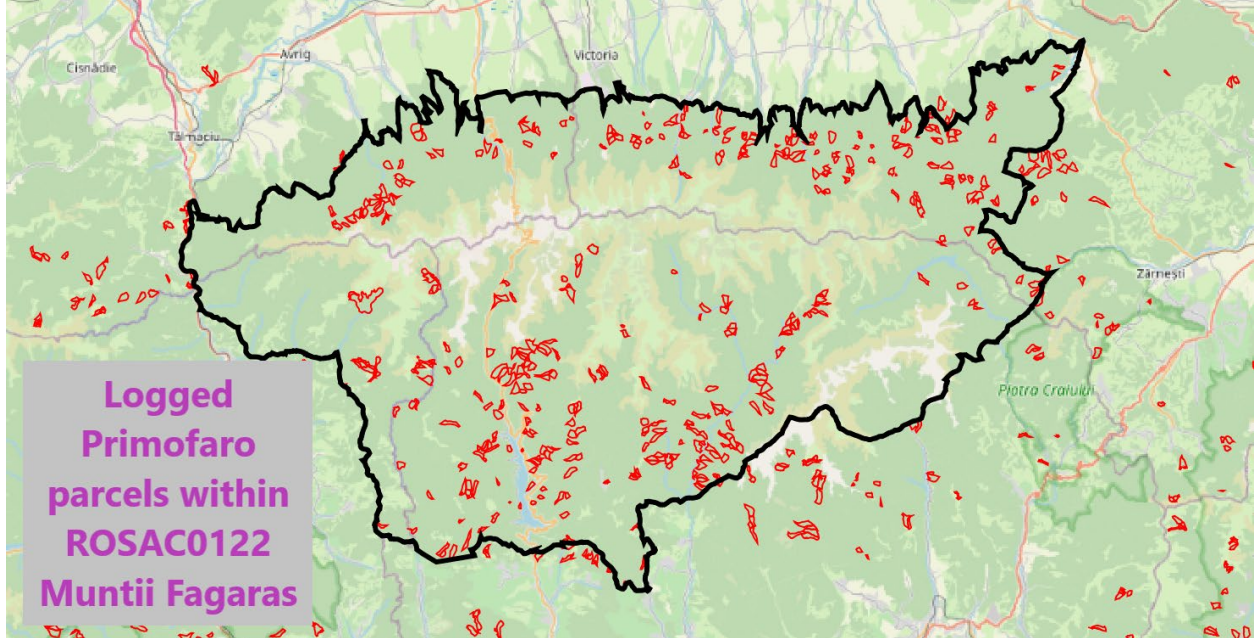 Cisnădie
Avrig
Victoria
Tălmaciu
Zărnești
Piatra Craiului
Logged
Primofaro
parcels within
ROSAC0122
Muntii Fagaras